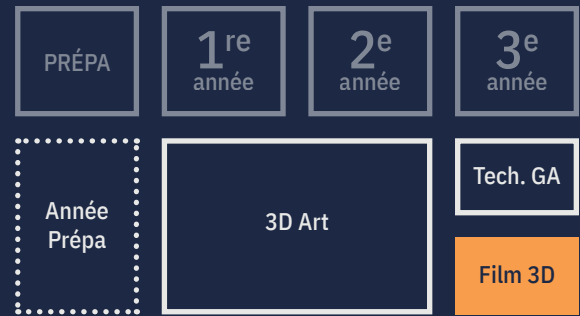 PRÉPA
1re
année
2e
année
3e
année
Année
Prépa
3D Art
Tech. GA
Film 3D